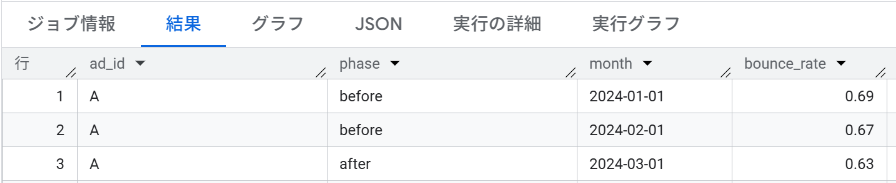 ジョブ情報 結果 グラフ JSON 実行の詳細 実行グラフ
行 ad_id phase month bounce_rate
1 A before 2024-01-01 0.69
2 A before 2024-02-01 0.67
3 A after 2024-03-01 0.63